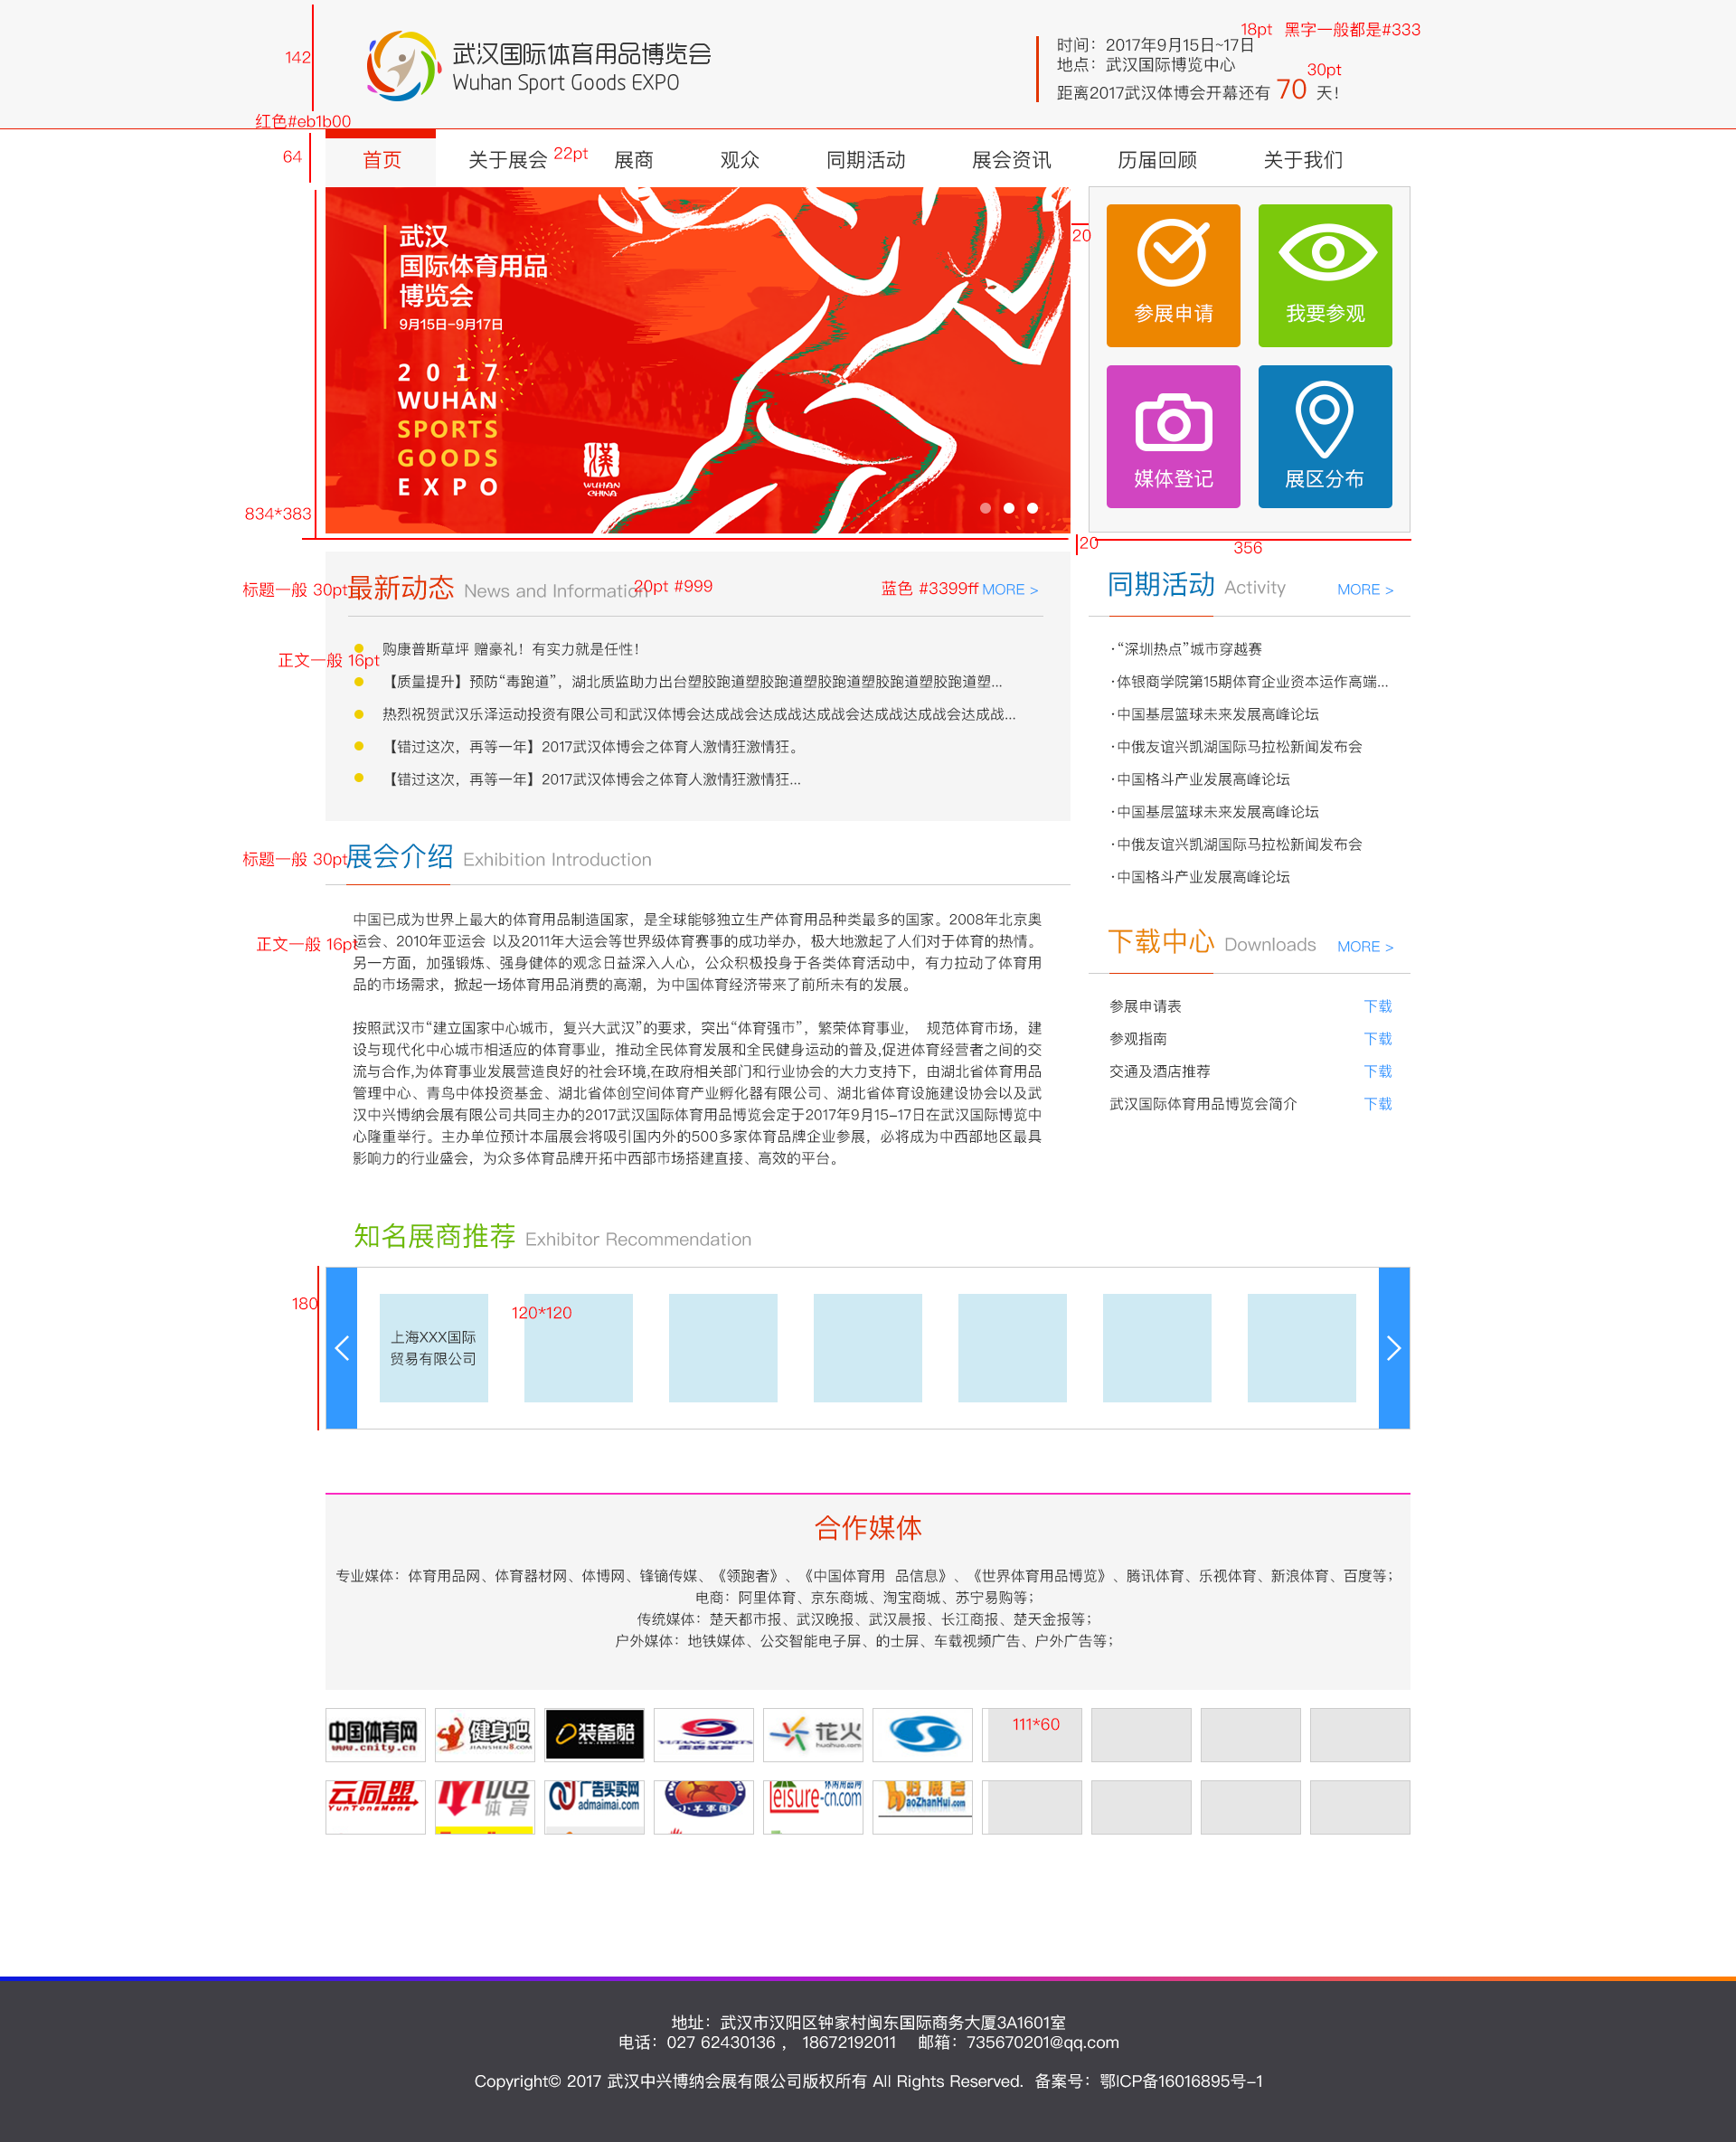 18pt 黑字一般都是#333
142
武汉国际体育用品博览会
Wuhan Sport Goods EXPO
时间：2017年9月15日~17日
地点：武汉国际博览中心
30pt
距离2017武汉体博会开幕还有 70 天！
红色#eb1b00
64
首页 关于展会 22pt 展商 观众 同期活动 展会资讯 历届回顾 关于我们
武汉
国际体育用品
博览会
9月15日-9月17日
2017
WUHAN
SPORTS
GOODS
EXPO
漢
WUHAN
CHINA
20
参展申请 我要参观
媒体登记 展区分布
834*383
20
356
标题一般 30pt
最新动态 News and Information
20pt #999
蓝色 #3399ff
MORE >
正文一般 16pt
购康普斯草坪 赠豪礼！有实力就是任性！
【质量提升】预防“毒跑道”，湖北质监助力出台塑胶跑道塑胶跑道塑胶跑道塑胶跑道塑胶跑道塑...
热烈祝贺武汉乐泽运动投资有限公司和武汉体博会达成战会达成战达成战会达成战达成战会达成战...
【错过这次，再等一年】2017武汉体博会之体育人激情狂激情狂。
【错过这次，再等一年】2017武汉体博会之体育人激情狂激情狂...
同期活动 Activity MORE >
·“深圳热点”城市穿越赛
·体银商学院第15期体育企业资本运作高端...
·中国基层篮球未来发展高峰论坛
·中俄友谊兴凯湖国际马拉松新闻发布会
·中国格斗产业发展高峰论坛
·中国基层篮球未来发展高峰论坛
·中俄友谊兴凯湖国际马拉松新闻发布会
·中国格斗产业发展高峰论坛
标题一般 30pt
展会介绍 Exhibition Introduction
正文一般 16pt
中国已成为世界上最大的体育用品制造国家，是全球能够独立生产体育用品种类最多的国家。2008年北京奥
运会、2010年亚运会 以及2011年大运会等世界级体育赛事的成功举办，极大地激起了人们对于体育的热情。
另一方面，加强锻炼、强身健体的观念日益深入人心，公众积极投身于各类体育活动中，有力拉动了体育用
品的市场需求，掀起一场体育用品消费的高潮，为中国体育经济带来了前所未有的发展。
按照武汉市“建立国家中心城市，复兴大武汉”的要求，突出“体育强市”，繁荣体育事业， 规范体育市场，建
设与现代化中心城市相适应的体育事业，推动全民体育发展和全民健身运动的普及,促进体育经营者之间的交
流与合作,为体育事业发展营造良好的社会环境,在政府相关部门和行业协会的大力支持下，由湖北省体育用品
管理中心、青鸟中体投资基金、湖北省体创空间体育产业孵化器有限公司、湖北省体育设施建设协会以及武
汉中兴博纳会展有限公司共同主办的2017武汉国际体育用品博览会定于2017年9月15-17日在武汉国际博览中
心隆重举行。主办单位预计本届展会将吸引国内外的500多家体育品牌企业参展，必将成为中西部地区最具
影响力的行业盛会，为众多体育品牌开拓中西部市场搭建直接、高效的平台。
下载中心 Downloads MORE >
参展申请表 下载
参观指南 下载
交通及酒店推荐 下载
武汉国际体育用品博览会简介 下载
知名展商推荐 Exhibitor Recommendation
180
120*120
上海XXX国际
贸易有限公司
合作媒体
专业媒体：体育用品网、体育器材网、体博网、锋镝传媒、《领跑者》、《中国体育用 品信息》、《世界体育用品博览》、腾讯体育、乐视体育、新浪体育、百度等；
电商：阿里体育、京东商城、淘宝商城、苏宁易购等；
传统媒体：楚天都市报、武汉晚报、武汉晨报、长江商报、楚天金报等；
户外媒体：地铁媒体、公交智能电子屏、的士屏、车载视频广告、户外广告等；
中国体育网
www.cnity.cn
健身吧
JIANSHEN8.COM
装备酷
YUTANG SPORTS
花火
huohuo.com
111*60
云同盟
YunTongMeng
体育
广告买卖网
admaimai.com
小羊軍團
leisure-cn.com
好展会
HaoZhanHui.com
地址：武汉市汉阳区钟家村闽东国际商务大厦3A1601室
电话：027 62430136 ， 18672192011 邮箱：735670201@qq.com
Copyright© 2017 武汉中兴博纳会展有限公司版权所有 All Rights Reserved. 备案号：鄂ICP备16016895号-1